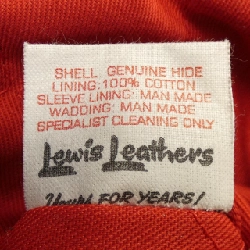 SHELL GENUINE HIDE
LINING: 100% COTTON
SLEEVE LINING: MAN MADE
WADDING: MAN MADE
SPECIALIST CLEANING ONLY
Lewis Leathers
Yours FOR YEARS!